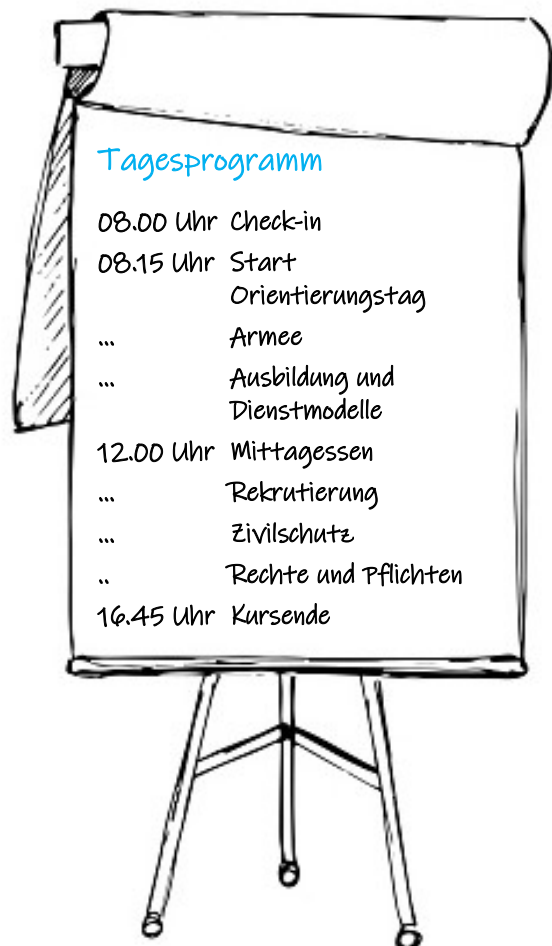 Tagesprogramm
08.00 Uhr Check-in
08.15 Uhr Start
Orientierungstag
... Armee
... Ausbildung und
Dienstmodelle
12.00 Uhr Mittagessen
... Rekrutierung
... Zivilschutz
.. Rechte und Pflichten
16.45 Uhr Kursende